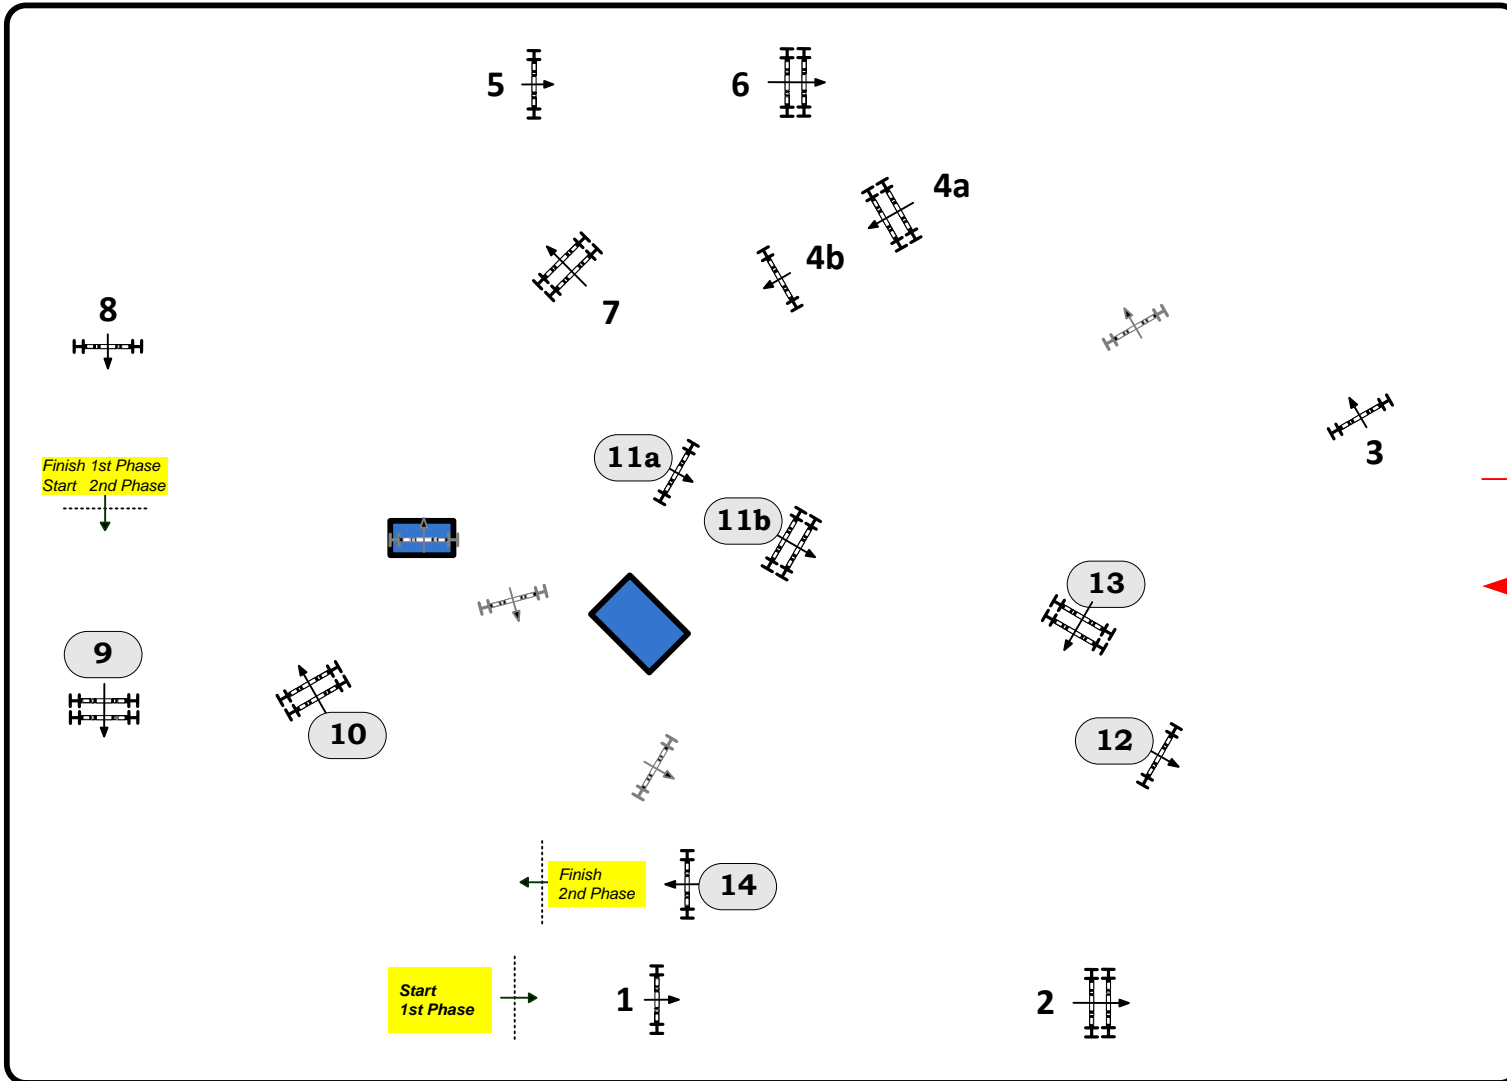 5
6
4a
4b
7
8
3
11a
Finish 1st Phase
Start 2nd Phase
11b
13
9
10
12
Finish
2nd Phase
14
Start
1st Phase
1
2